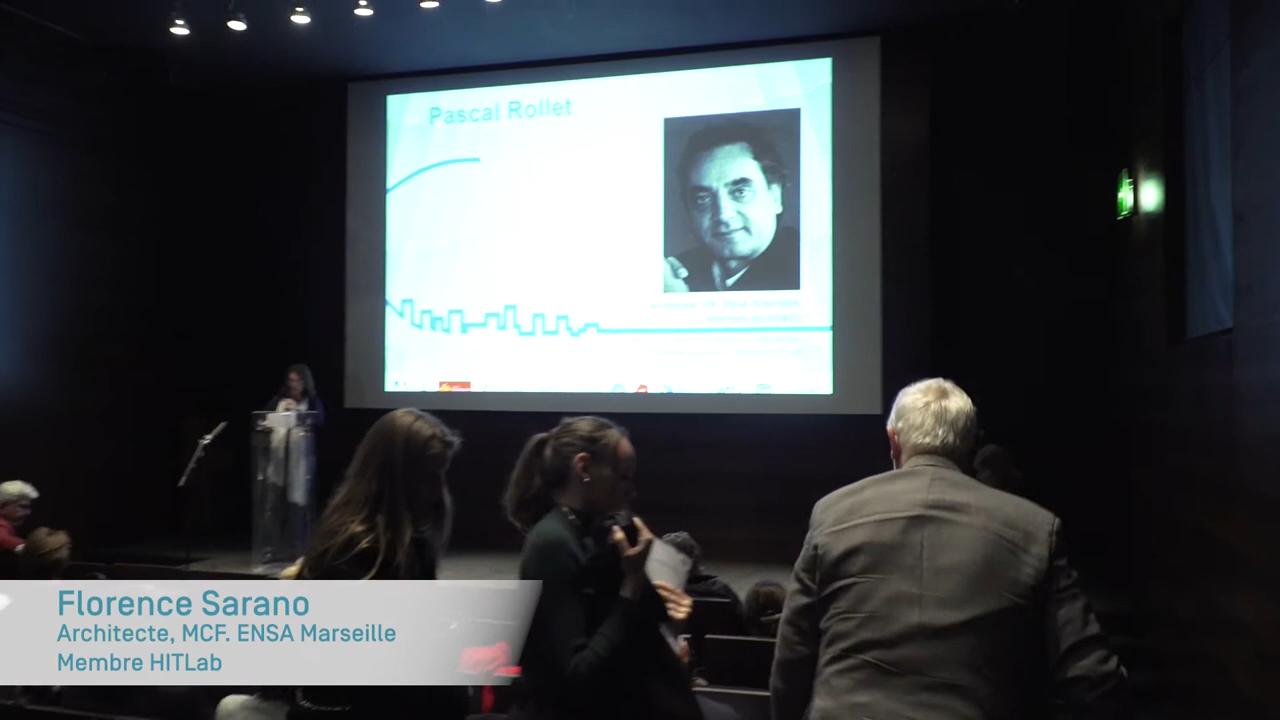 Pascal Rollet
Florence Sarano
Architecte, MCF. ENSA Marseille
Membre HITLab